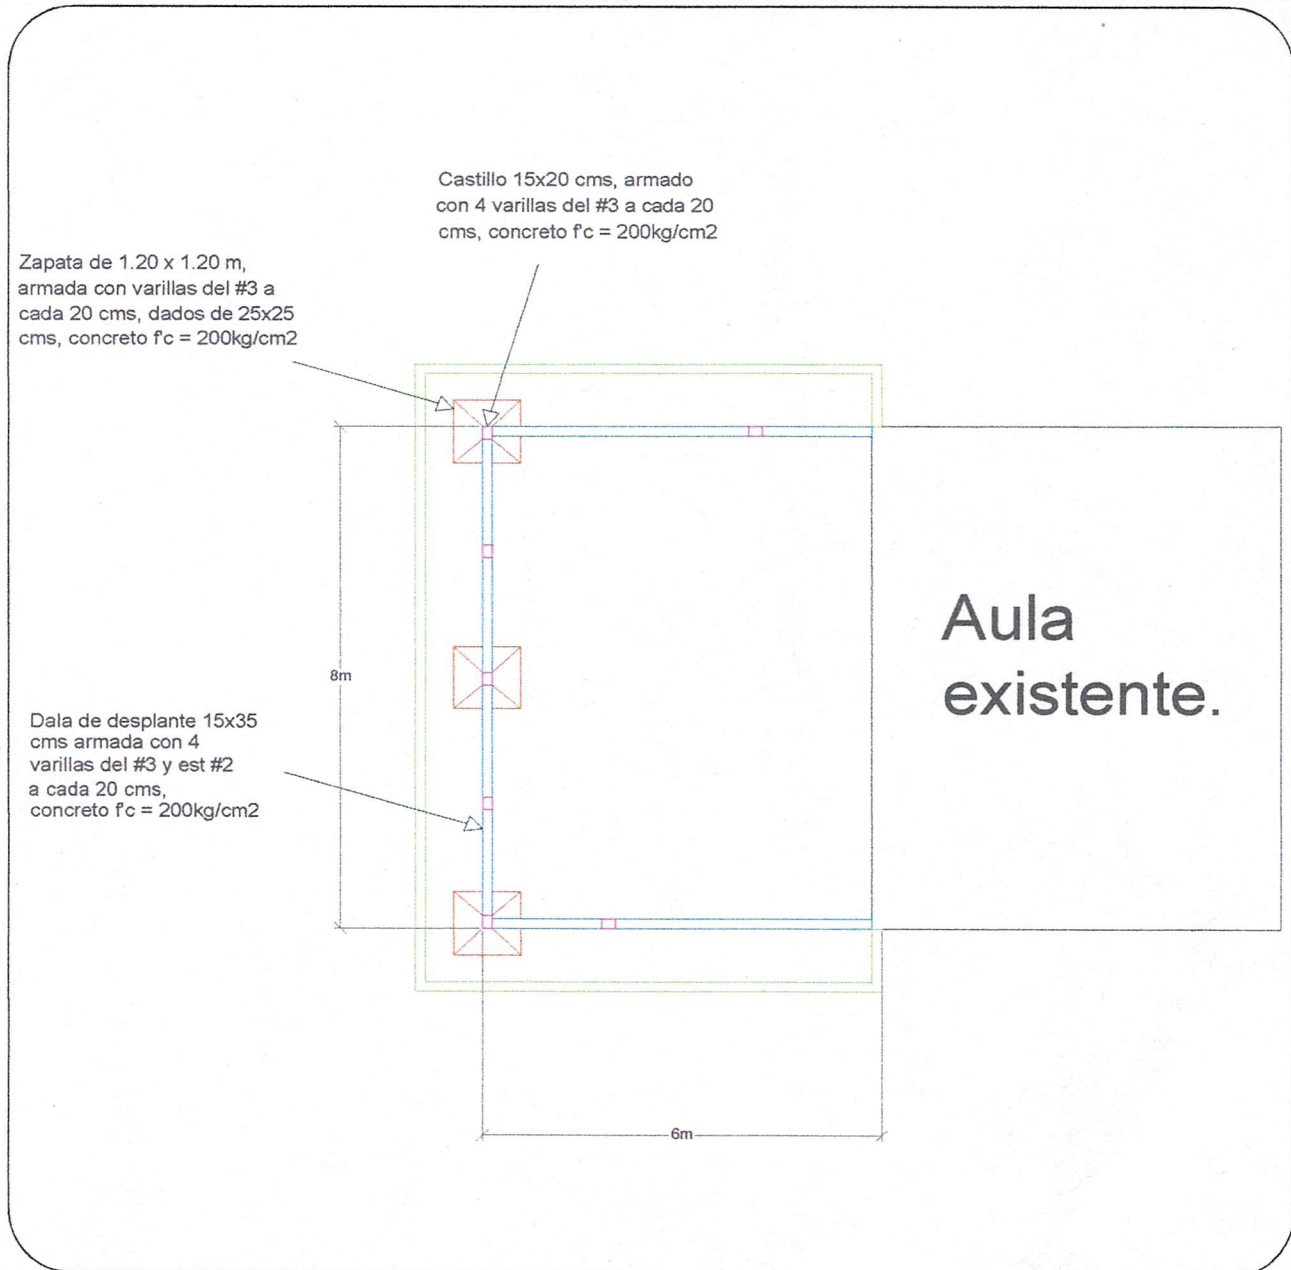 Castillo 15x20 cms, armado
con 4 varillas del #3 a cada 20
cms, concreto f'c = 200kg/cm2
Zapata de 1.20 x 1.20 m,
armada con varillas del #3 a
cada 20 cms, dados de 25x25
cms, concreto f'c = 200kg/cm2
Aula
existente.
8m
Dala de desplante 15x35
cms armada con 4
varillas del #3 y est #2
a cada 20 cms,
concreto f'c = 200kg/cm2
6m